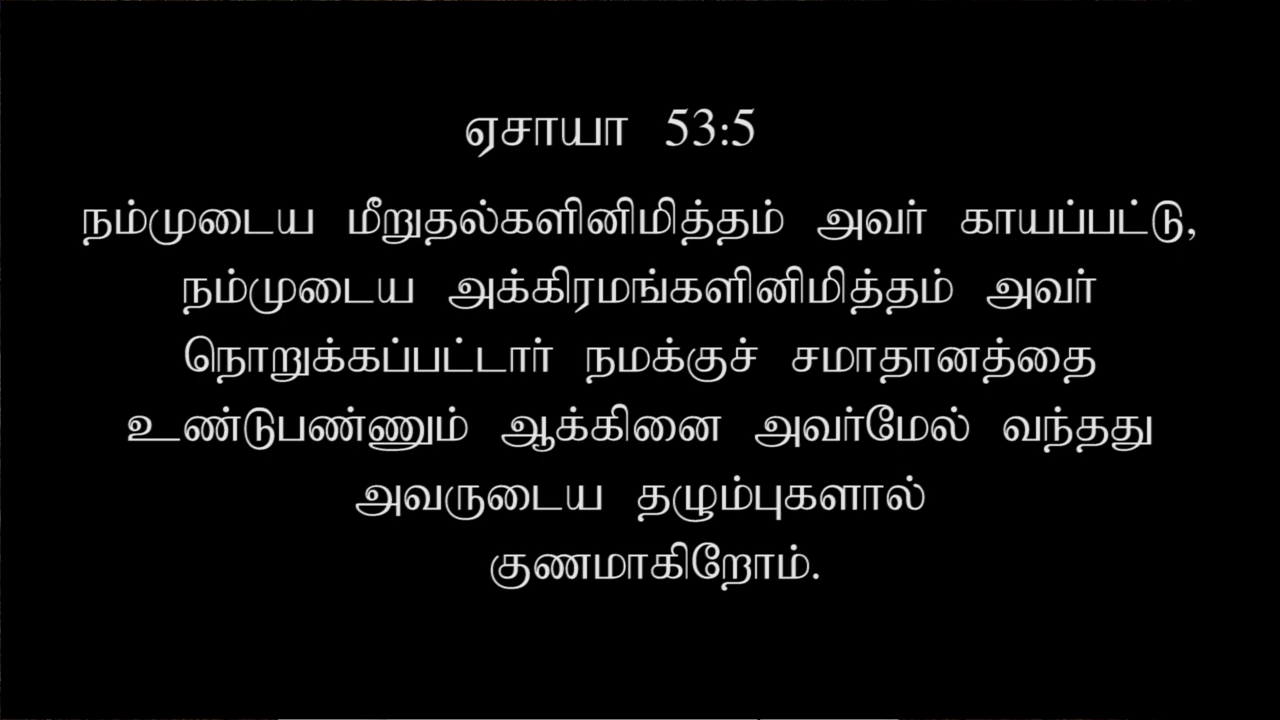 ஏசாயா 53:5
நம்முடைய மீறுதல்களினிமித்தம் அவர் காயப்பட்டு,
நம்முடைய அக்கிரமங்களினிமித்தம் அவர்
நொறுக்கப்பட்டார் நமக்குச் சமாதானத்தை
உண்டுபண்ணும் ஆக்கினை அவர்மேல் வந்தது
அவருடைய தழும்புகளால்
குணமாகிறோம்.